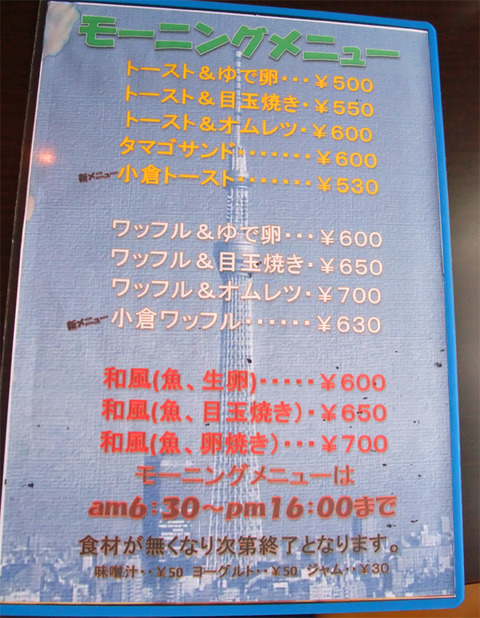 モーニングメニュー
トースト＆ゆで卵・・・￥500
トースト＆目玉焼き・￥550
トースト＆オムレツ・￥600
タマゴサンド・・・・・・・￥600
新メニュー 小倉トースト・・・・・・・￥530
ワッフル＆ゆで卵・・・￥600
ワッフル＆目玉焼き・￥650
ワッフル＆オムレツ・￥700
新メニュー 小倉ワッフル・・・・・・￥630
和風(魚、生卵)・・・・・￥600
和風(魚、目玉焼き)・￥650
和風(魚、卵焼き)・・・￥700
モーニングメニューは
am6：30～pm16：00まで
食材が無くなり次第終了となります。
味噌汁・・￥50 ヨーグルト・・￥50 ジャム・・￥30